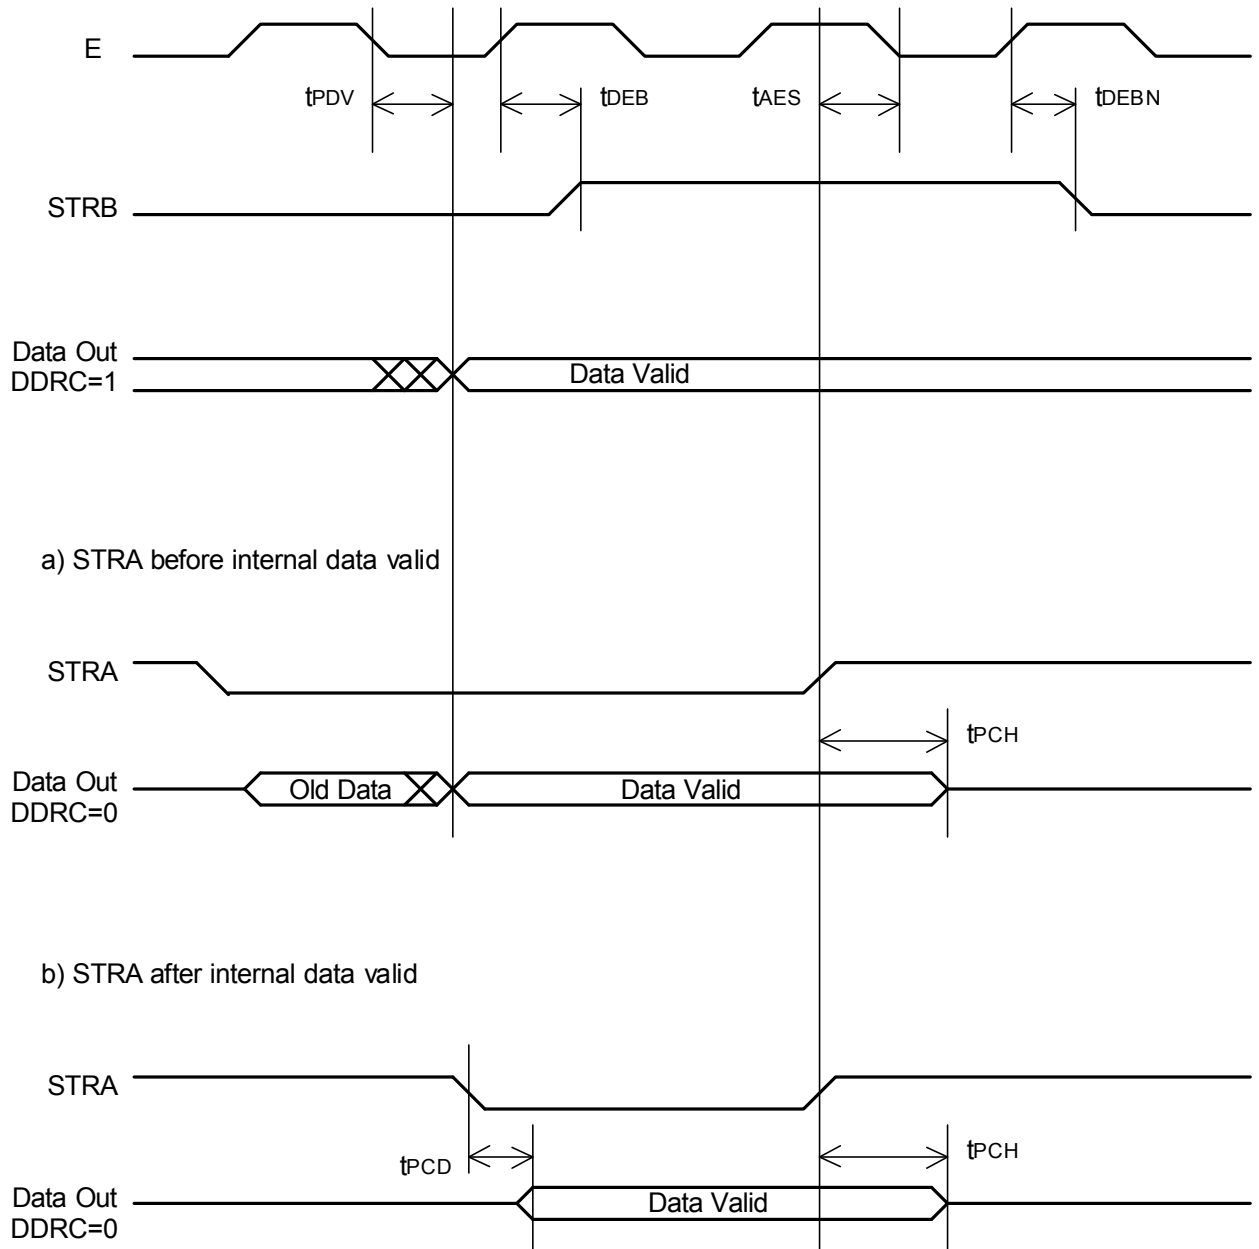 E
tPDV
tDEB
tAES
tDEBN
STRB
Data Out
DDRC=1
Data Valid
a) STRA before internal data valid
STRA
tPCH
Data Out
DDRC=0
Old Data
Data Valid
b) STRA after internal data valid
STRA
tPCD
tPCH
Data Out
DDRC=0
Data Valid